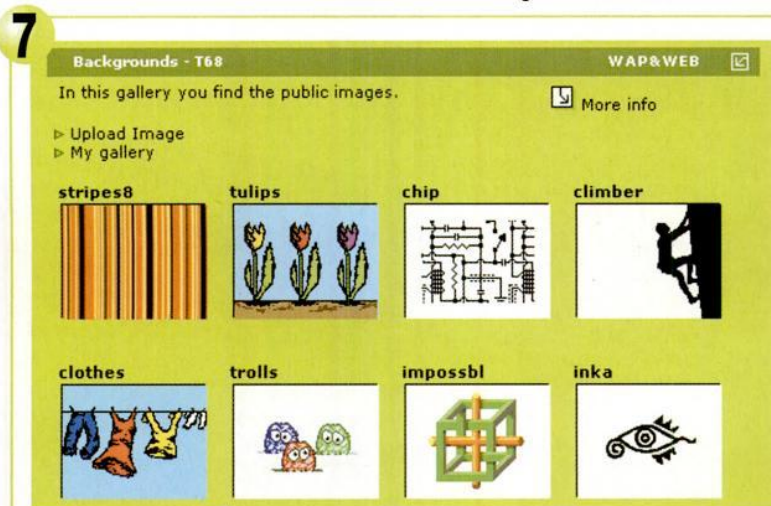 7
Backgrounds - T68 WAP&WEB
In this gallery you find the public images.
More info
Upload Image
My gallery
stripes8 tulips chip climber
clothes trolls impossbl inka